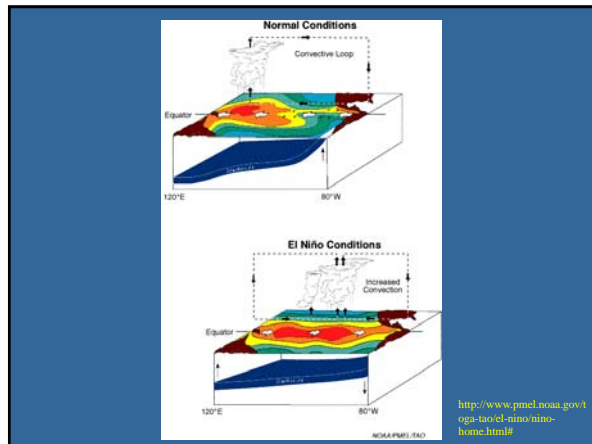 Normal Conditions
Convective Loop
Equator
120°E
80°W
El Niño Conditions
Increased
Convection
Equator
120°E
80°W
NOAA/PMEL/TAO
http://www.pmel.noaa.gov/t
oga-tao/el-nino/nino-
home.html#